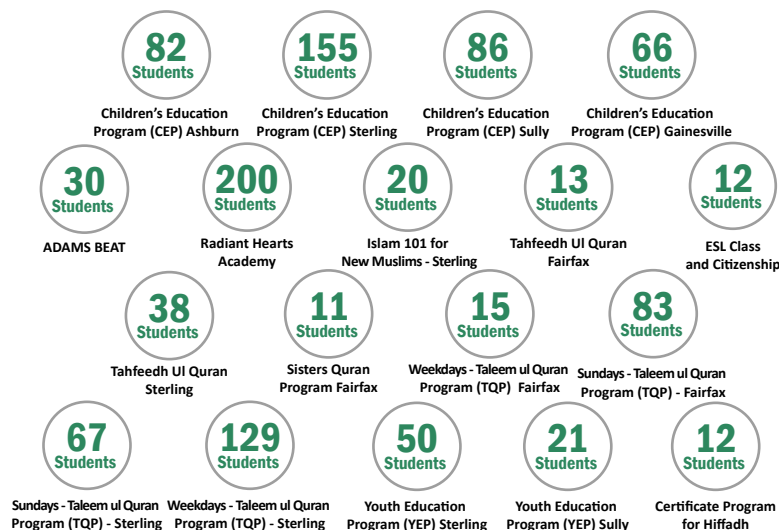 82
Students
Children's Education
Program (CEP) Ashburn
155
Students
Children's Education
Program (CEP) Sterling
86
Students
Children's Education
Program (CEP) Sully
66
Students
Children's Education
Program (CEP) Gainesville
30
Students
ADAMS BEAT
200
Students
Radiant Hearts
Academy
20
Students
Islam 101 for
New Muslims - Sterling
13
Students
Tahfeedh Ul Quran
Fairfax
12
Students
ESL Class
and Citizenship
38
Students
Tahfeedh Ul Quran
Sterling
11
Students
Sisters Quran
Program Fairfax
15
Students
Weekdays - Taleem ul Quran
Program (TQP) Fairfax
83
Students
Sundays - Taleem ul Quran
Program (TQP) - Fairfax
67
Students
Sundays - Taleem ul Quran
Program (TQP) - Sterling
129
Students
Weekdays - Taleem ul Quran
Program (TQP) - Sterling
50
Students
Youth Education
Program (YEP) Sterling
21
Students
Youth Education
Program (YEP) Sully
12
Students
Certificate Program
for Hiffadh